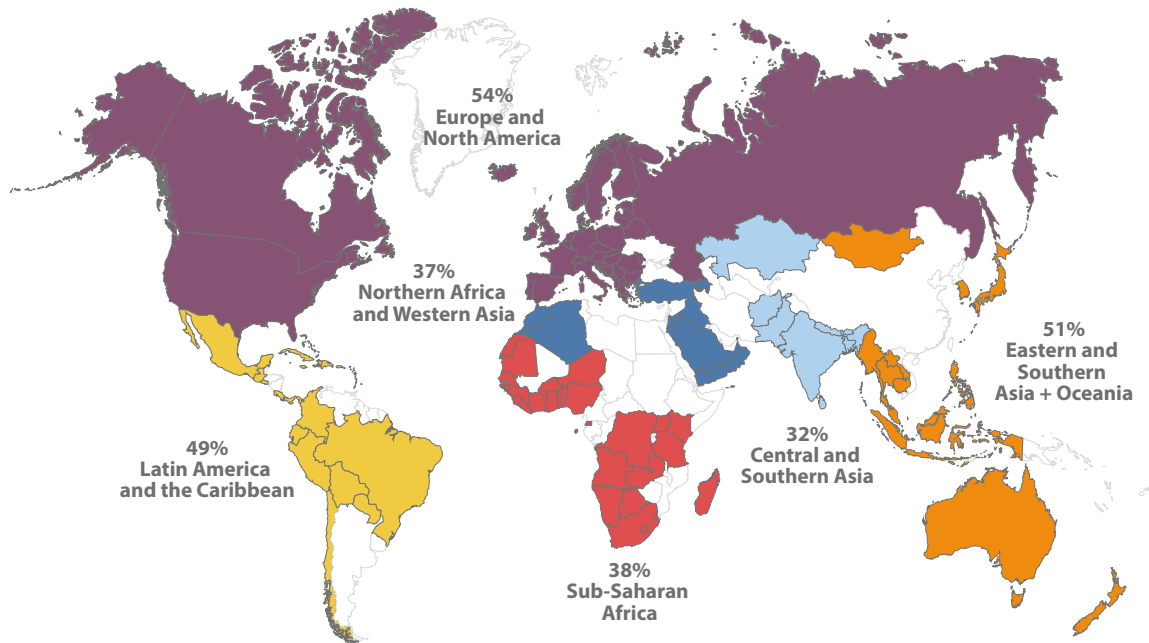 54%
Europe and
North America
37%
Northern Africa
and Western Asia
51%
Eastern and
Southern
Asia + Oceania
49%
Latin America
and the Caribbean
32%
Central and
Southern Asia
38%
Sub-Saharan
Africa